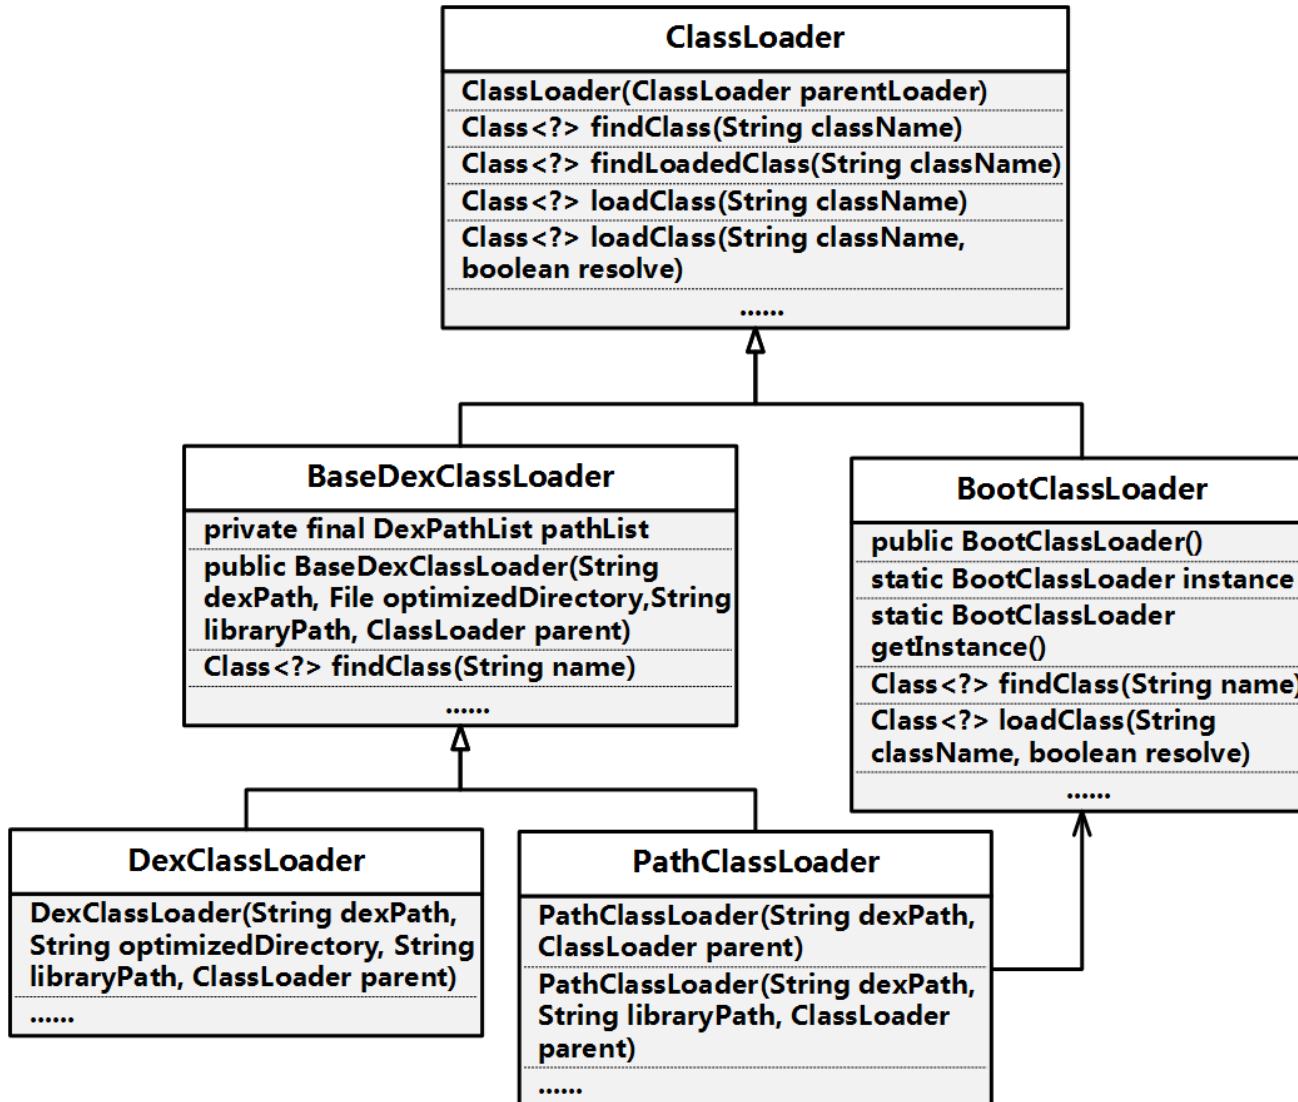 ClassLoader
ClassLoader(ClassLoader parentLoader)
Class<?> findClass(String className)
Class<?> findLoadedClass(String className)
Class<?> loadClass(String className)
Class<?> loadClass(String className,
boolean resolve)
......
BaseDexClassLoader
private final DexPathList pathList
public BaseDexClassLoader(String
dexPath, File optimizedDirectory,String
libraryPath, ClassLoader parent)
Class<?> findClass(String name)
......
BootClassLoader
public BootClassLoader()
static BootClassLoader instance
static BootClassLoader
getInstance()
Class<?> findClass(String name)
Class<?> loadClass(String
className, boolean resolve)
......
DexClassLoader
DexClassLoader(String dexPath,
String optimizedDirectory, String
libraryPath, ClassLoader parent)
......
PathClassLoader
PathClassLoader(String dexPath,
ClassLoader parent)
PathClassLoader(String dexPath,
String libraryPath, ClassLoader
parent)
......